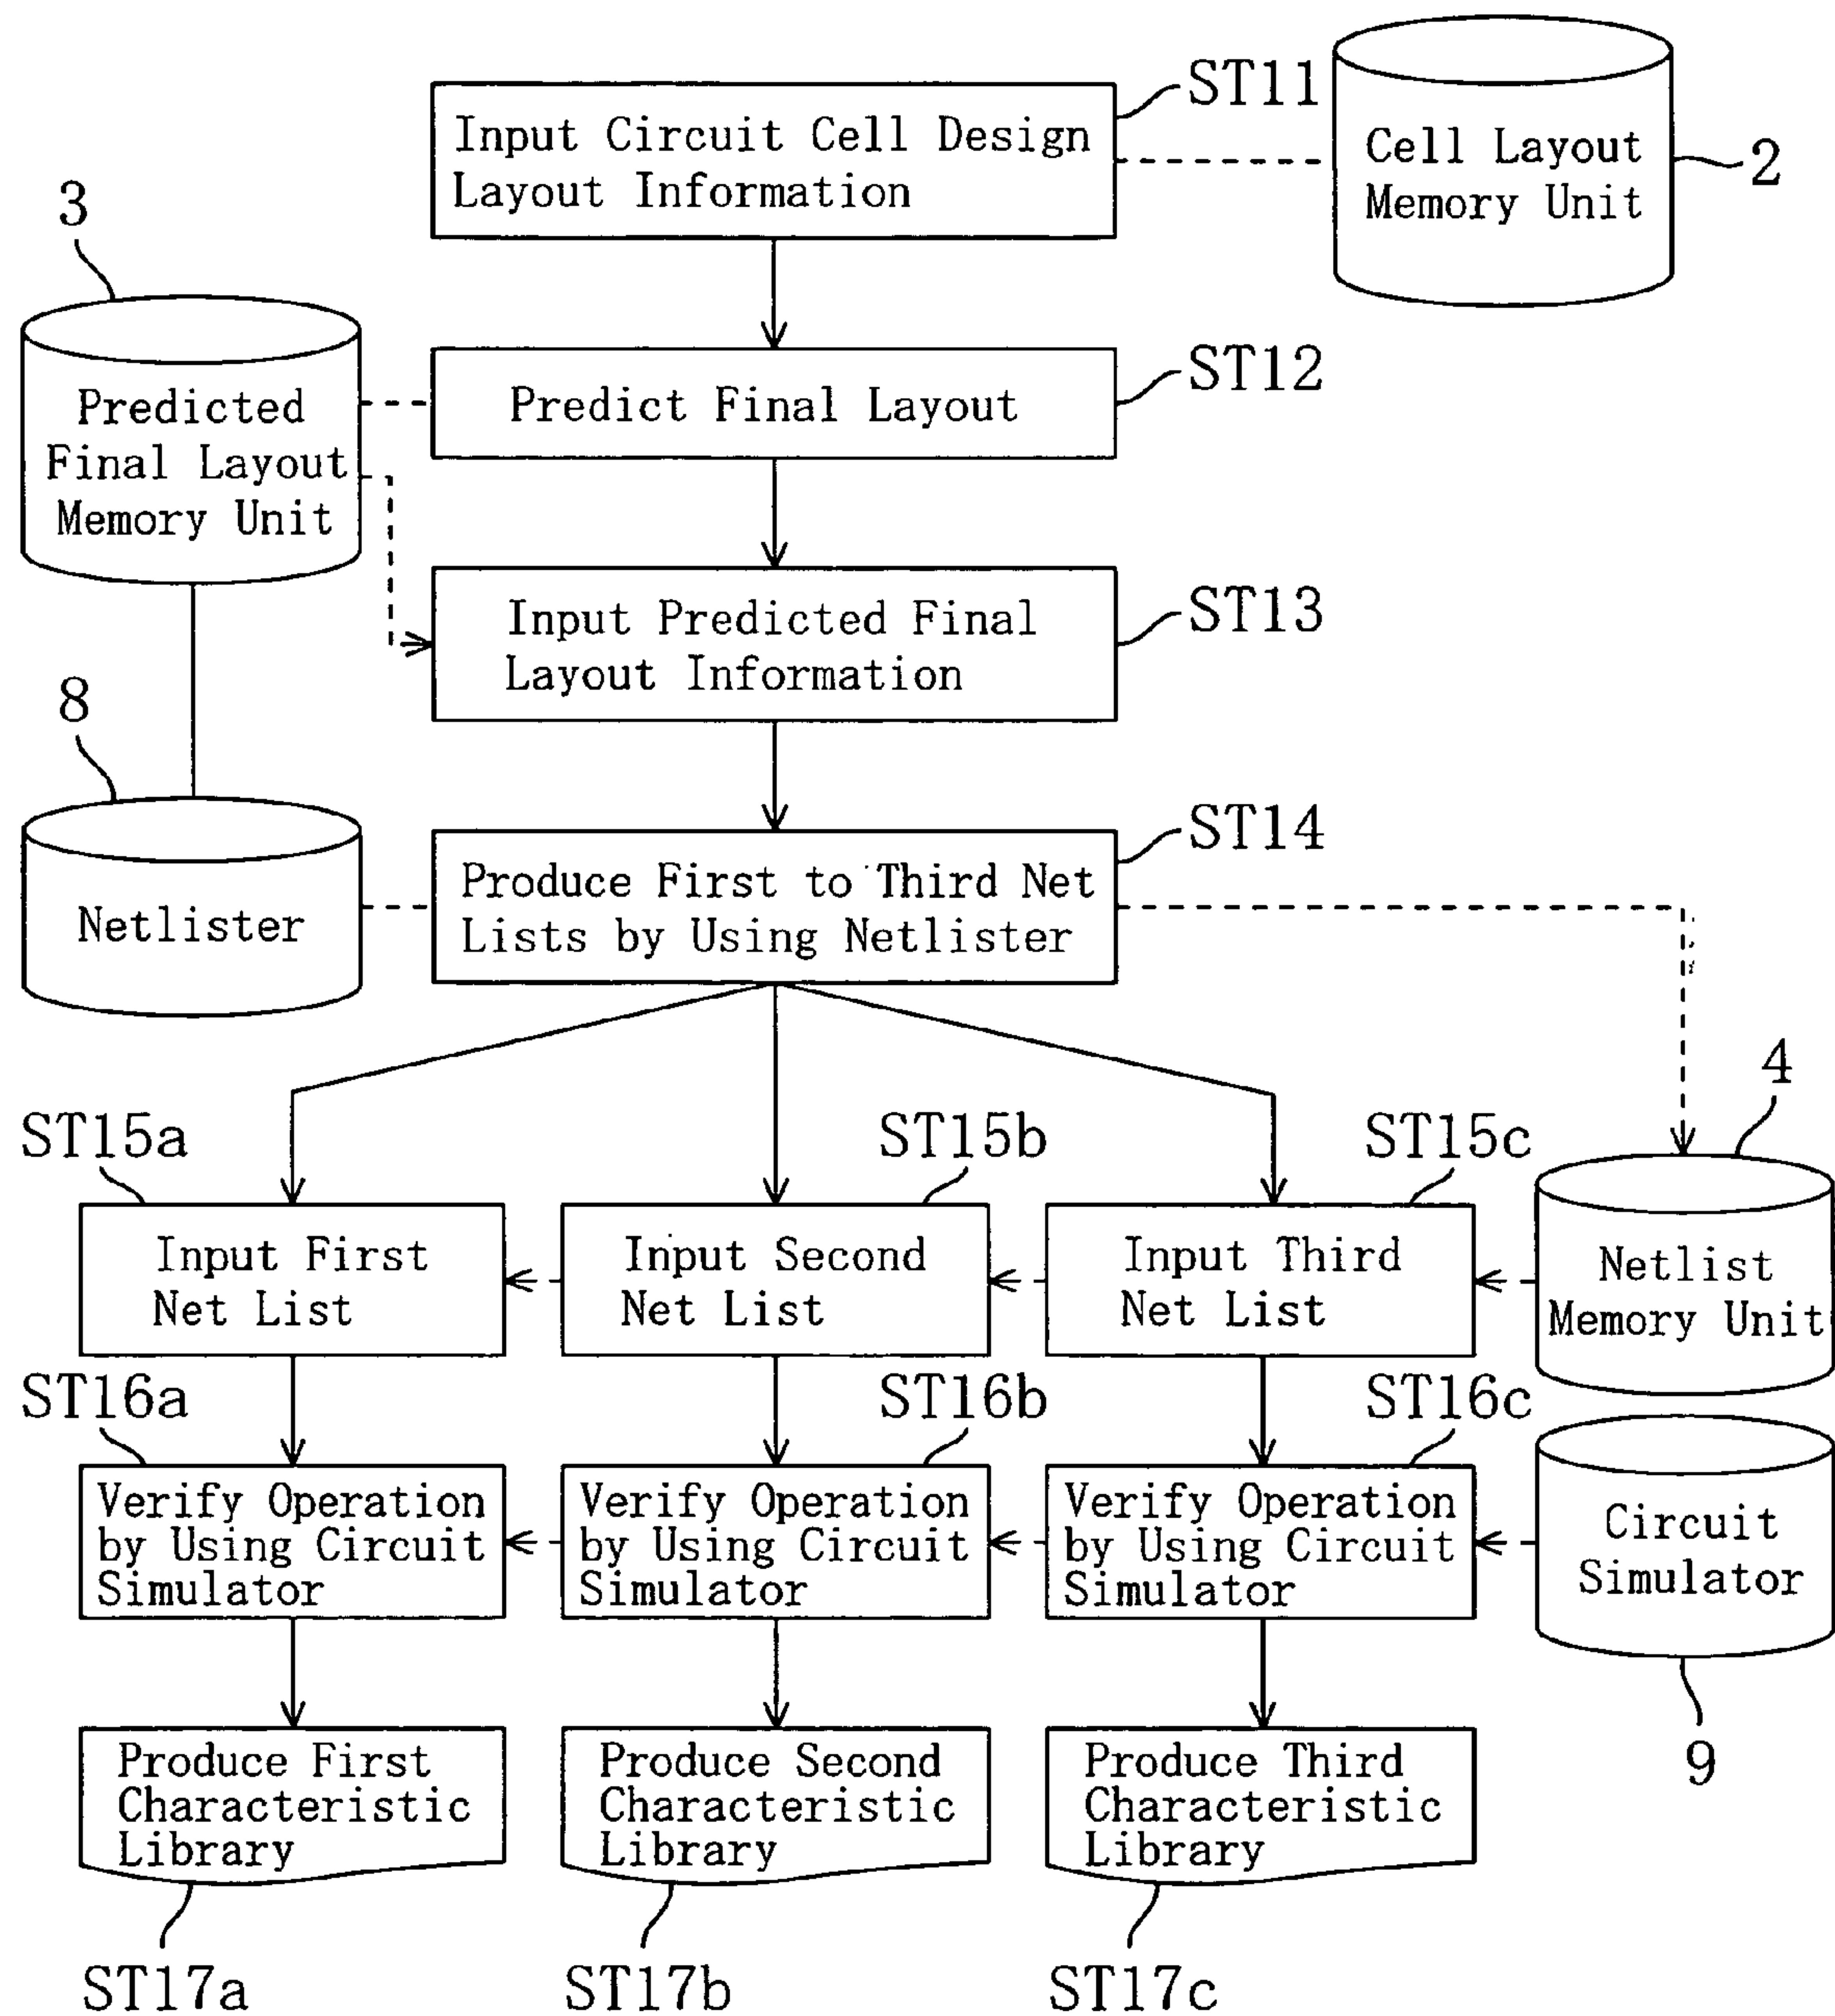 ST11
Input Circuit Cell Design
Layout Information
Cell Layout
Memory Unit
2
3
Predicted
Final Layout
Memory Unit
ST12
Predict Final Layout
ST13
Input Predicted Final
Layout Information
8
Netlister
ST14
Produce First to Third Net
Lists by Using Netlister
4
ST15a
ST15b
ST15c
Input First
Net List
Input Second
Net List
Input Third
Net List
Netlist
Memory Unit
ST16a
ST16b
ST16c
Verify Operation
by Using Circuit
Simulator
Verify Operation
by Using Circuit
Simulator
Verify Operation
by Using Circuit
Simulator
Circuit
Simulator
9
Produce First
Characteristic
Library
Produce Second
Characteristic
Library
Produce Third
Characteristic
Library
ST17a
ST17b
ST17c